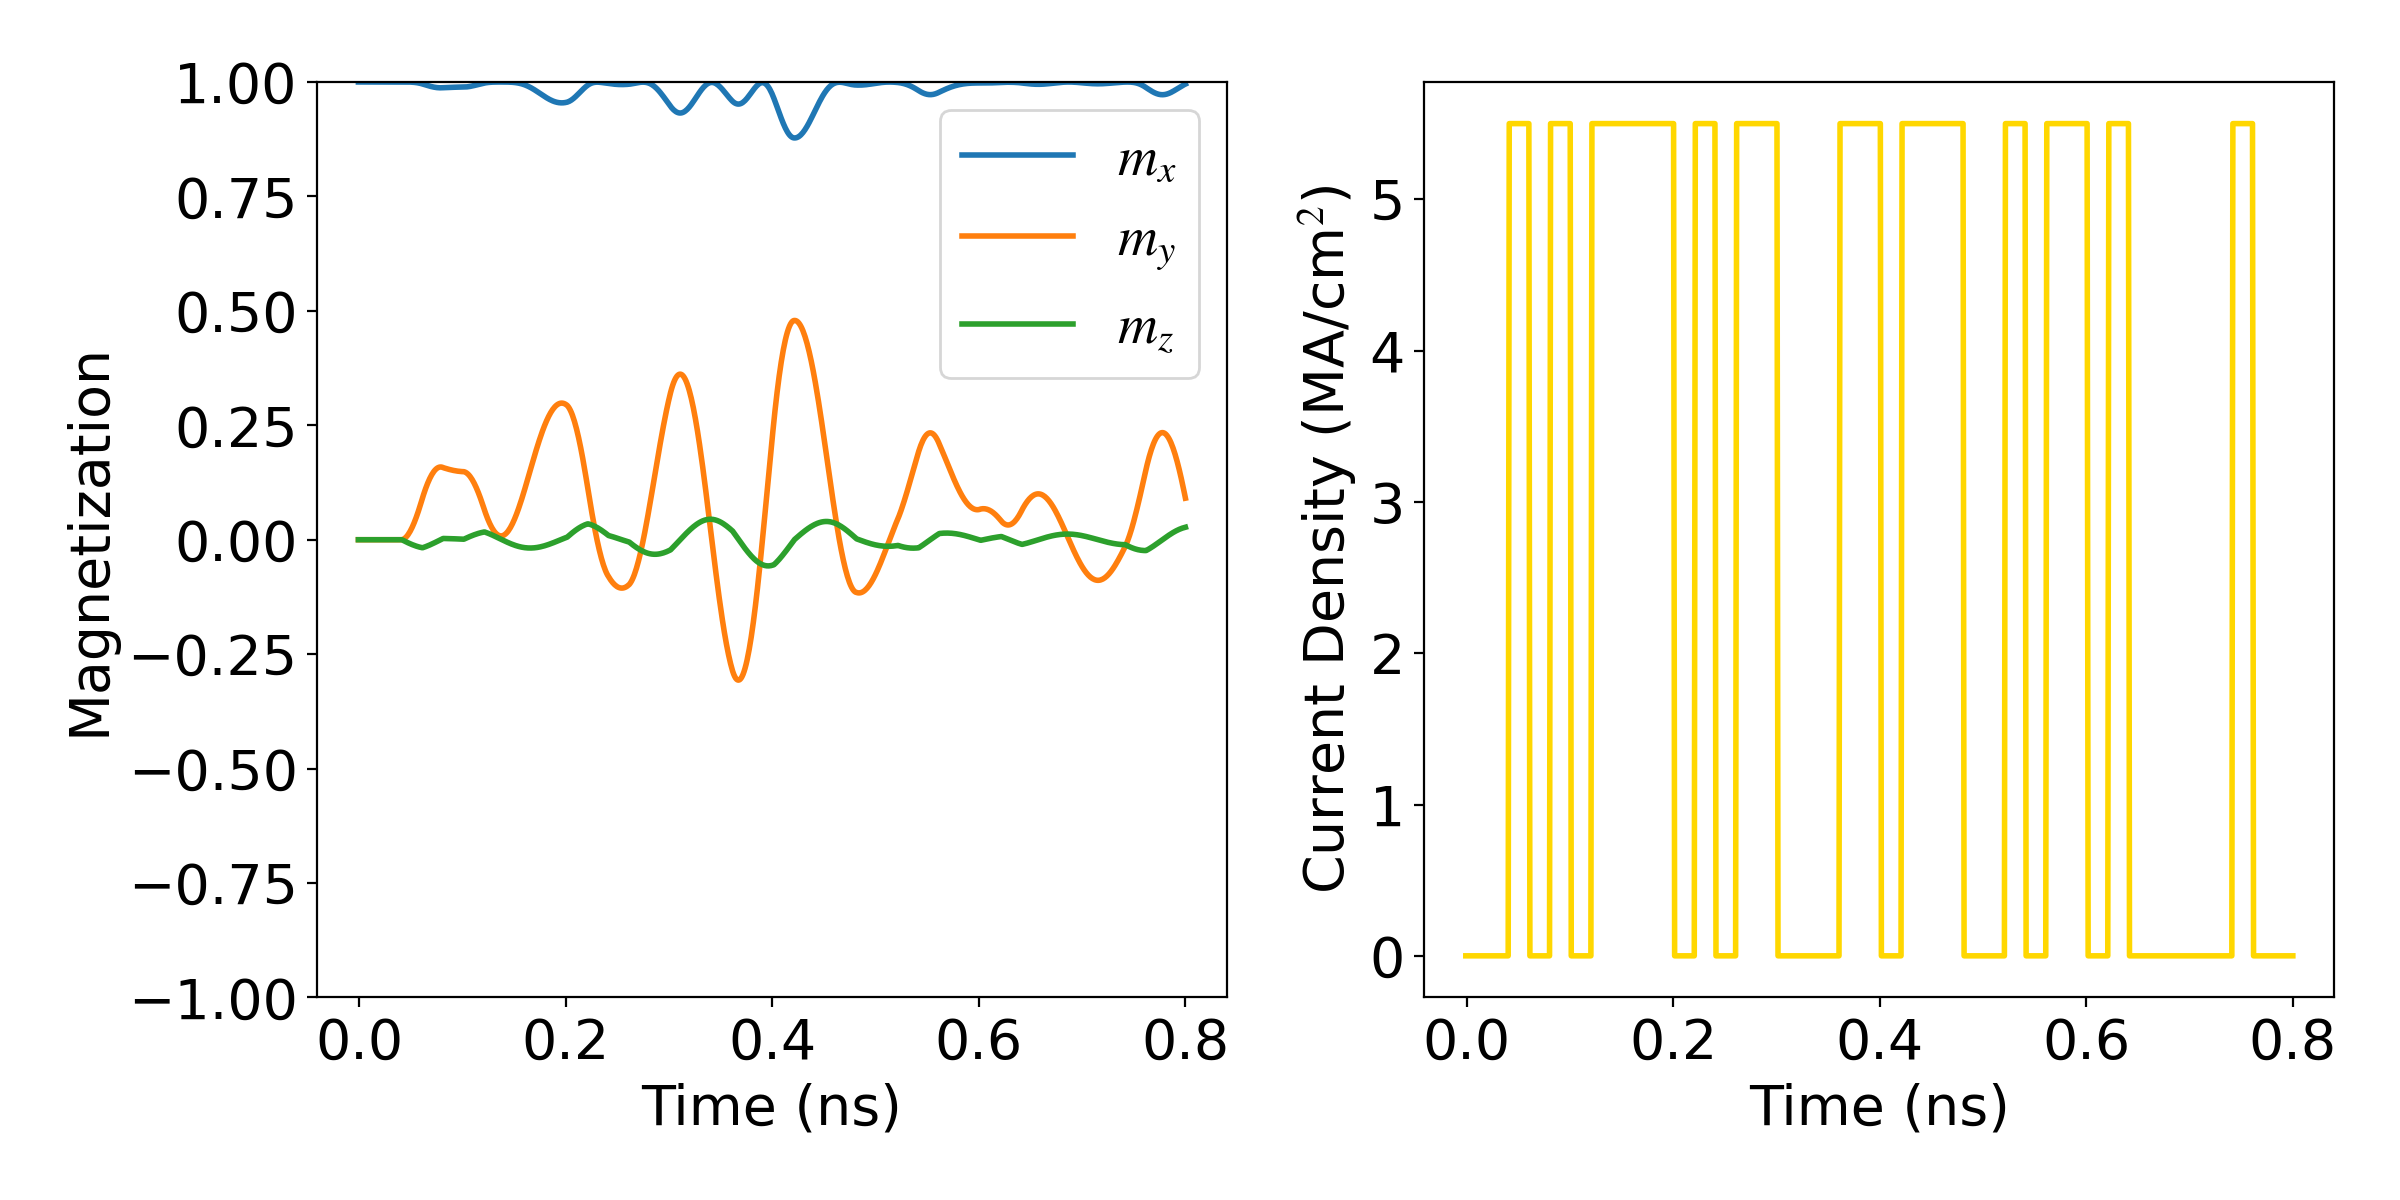 Magnetization
1.00
0.75
0.50
0.25
0.00
−0.25
−0.50
−0.75
−1.00
0.0 0.2 0.4 0.6 0.8
Time (ns)
m_x
m_y
m_z
Current Density (MA/cm²)
5
4
3
2
1
0
0.0 0.2 0.4 0.6 0.8
Time (ns)